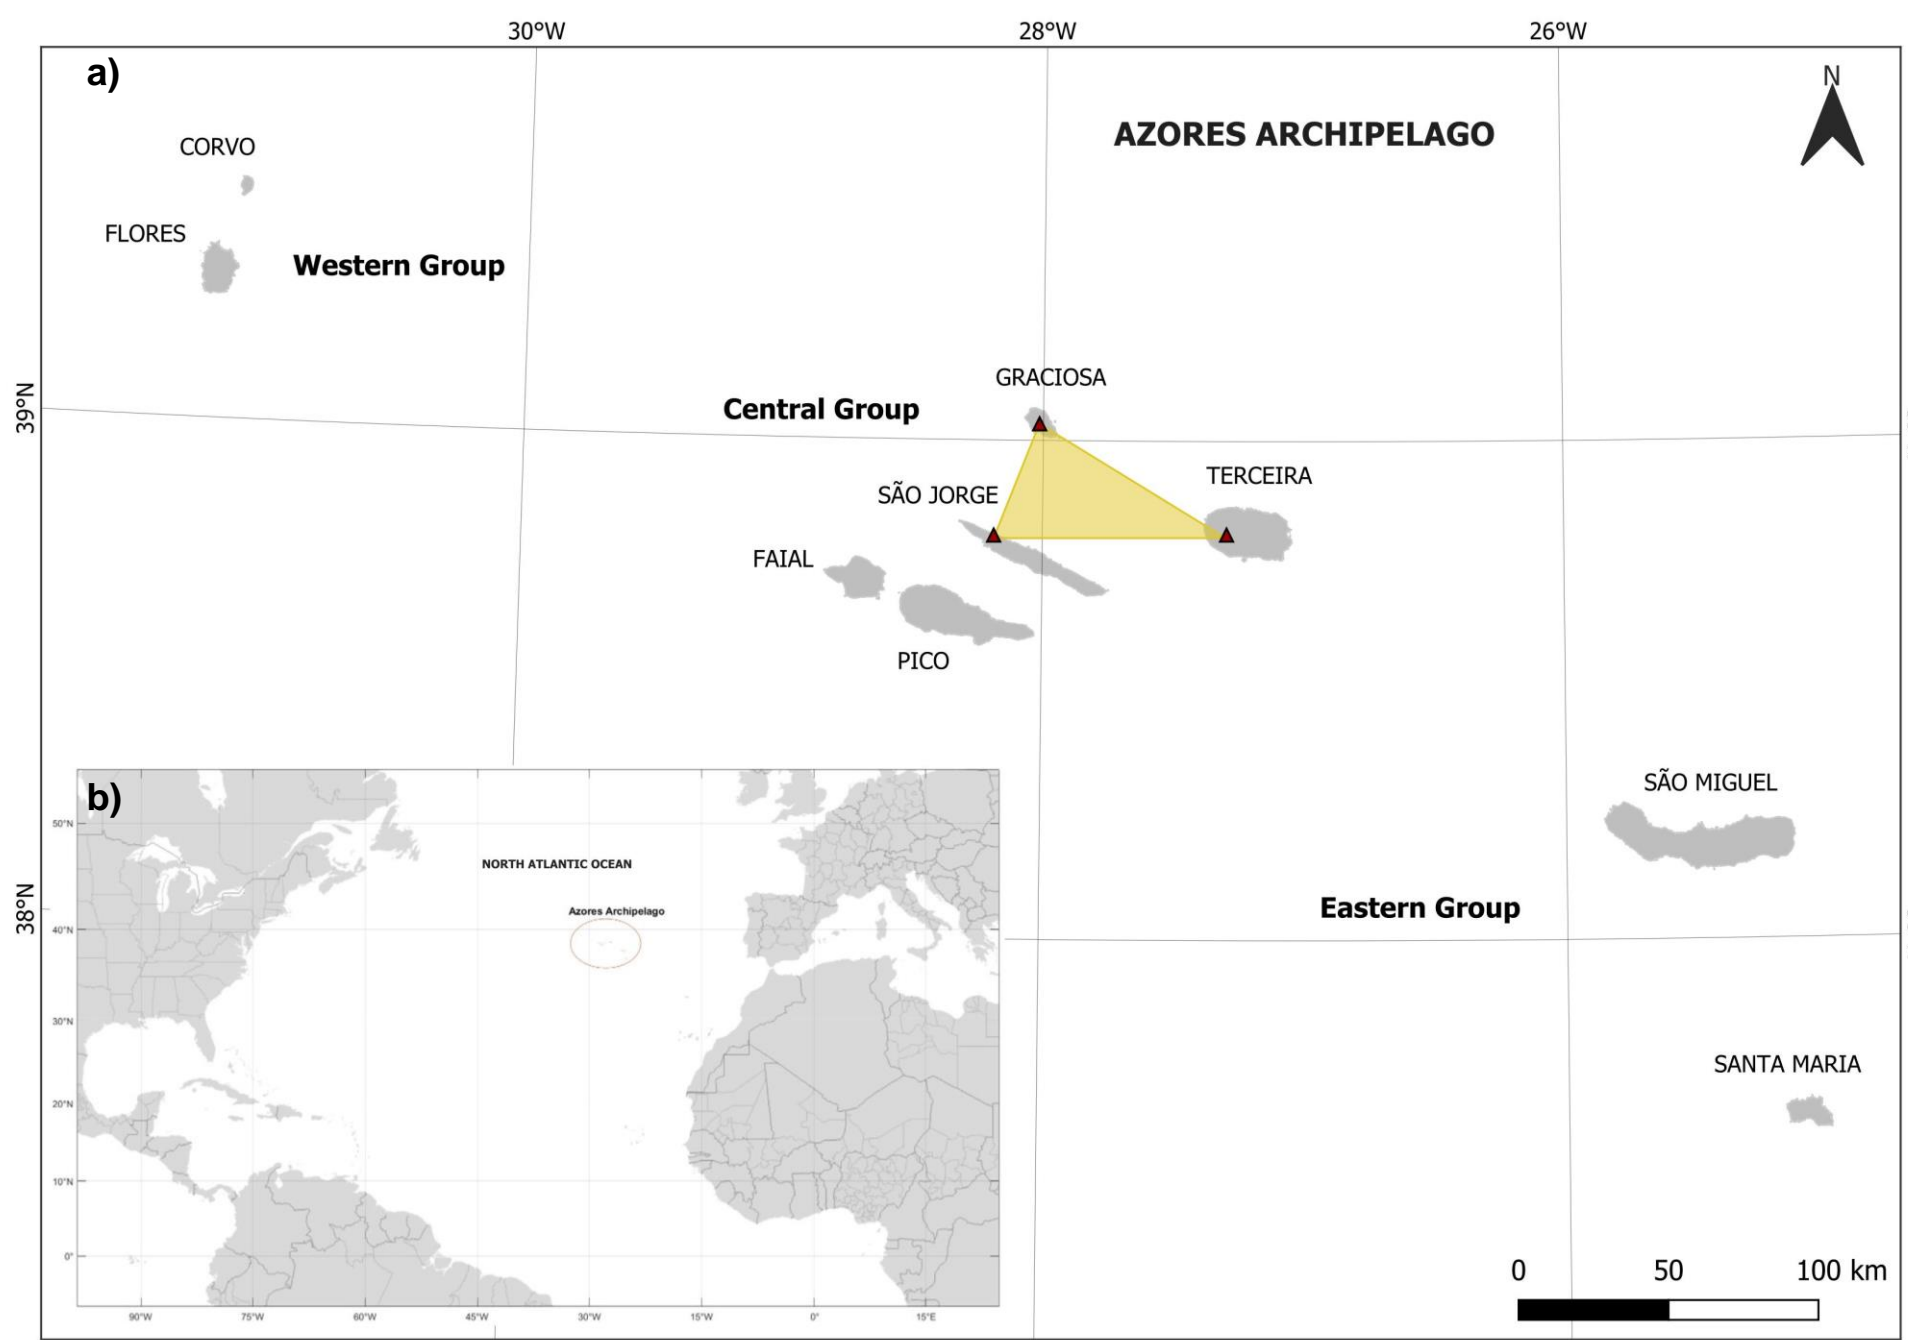 30°W 28°W 26°W
a)
N
AZORES ARCHIPELAGO
CORVO
FLORES
Western Group
GRACIOSA
39°N
Central Group
TERCEIRA
SÃO JORGE
FAIAL
PICO
SÃO MIGUEL
b)
50°N
NORTH ATLANTIC OCEAN
38°N
Azores Archipelago
Eastern Group
40°N
30°N
SANTA MARIA
20°N
10°N
0°
0 50 100 km
90°W 75°W 60°W 45°W 30°W 15°W 0° 15°E